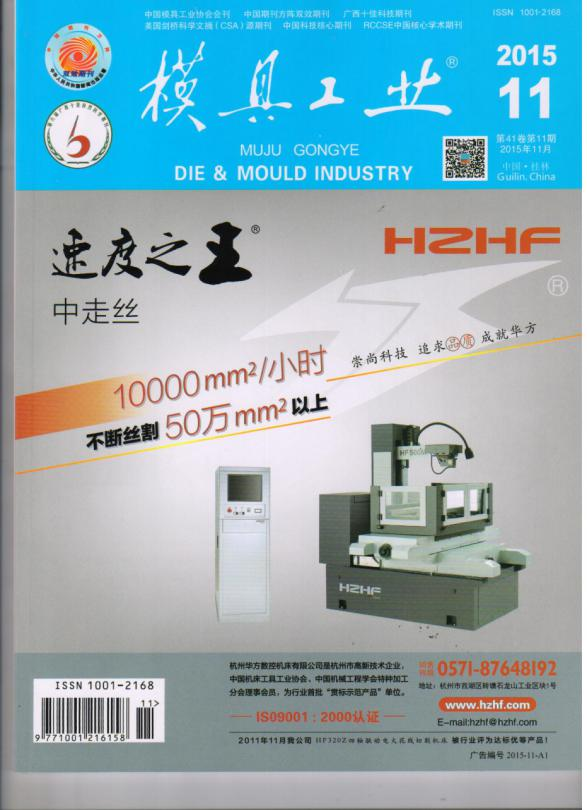 中国模具工业协会会刊 中国期刊方阵双效期刊 广西十佳科技期刊
美国剑桥科学文摘(CSA)源期刊 中国科技核心期刊 RCCSE中国核心学术期刊
ISSN 1001-2168
双效期刊
模具工业®
MUJU GONGYE
DIE & MOULD INDUSTRY
2015
11
第41卷第11期
2015年11月
中国·桂林
Guilin, China
速度之王®
中走丝
HZHF
®
崇尚科技 追求品质 成就华方
10000mm²/小时
不断丝割50万mm²以上
HF500M
HZHF
杭州华方数控机床有限公司是杭州市高新技术企业，
中国机床工具工业协会、中国机械工程学会特种加工
分会理事会员，为行业首批“贯标示范产品”单位。
ISO9001：2000认证
销售热线 0571-87648192
地址：杭州市西湖区转塘石龙山工业区块1号
www.hzhf.com
E-mail:hzhf@hzhf.com
2011年11月我公司 HF320Z四轴联动电火花线切割机床 被行业评为达标优等产品！
广告编号 2015-11-A1
ISSN 1001-2168
11>
9 771001 216158